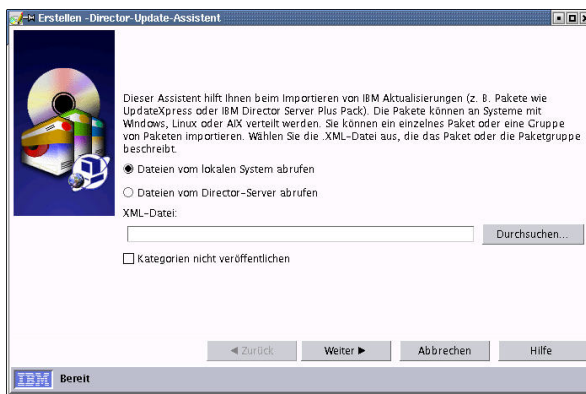 Erstellen -Director-Update-Assistent
Dieser Assistent hilft Ihnen beim Importieren von IBM Aktualisierungen (z. B. Pakete wie
UpdateXpress oder IBM Director Server Plus Pack). Die Pakete können an Systeme mit
Windows, Linux oder AIX verteilt werden. Sie können ein einzelnes Paket oder eine Gruppe
von Paketen importieren. Wählen Sie die .XML-Datei aus, die das Paket oder die Paketgruppe
beschreibt.
Dateien vom lokalen System abrufen
Dateien vom Director-Server abrufen
XML-Datei:
Durchsuchen...
Kategorien nicht veröffentlichen
Zurück Weiter Abbrechen Hilfe
IBM Bereit